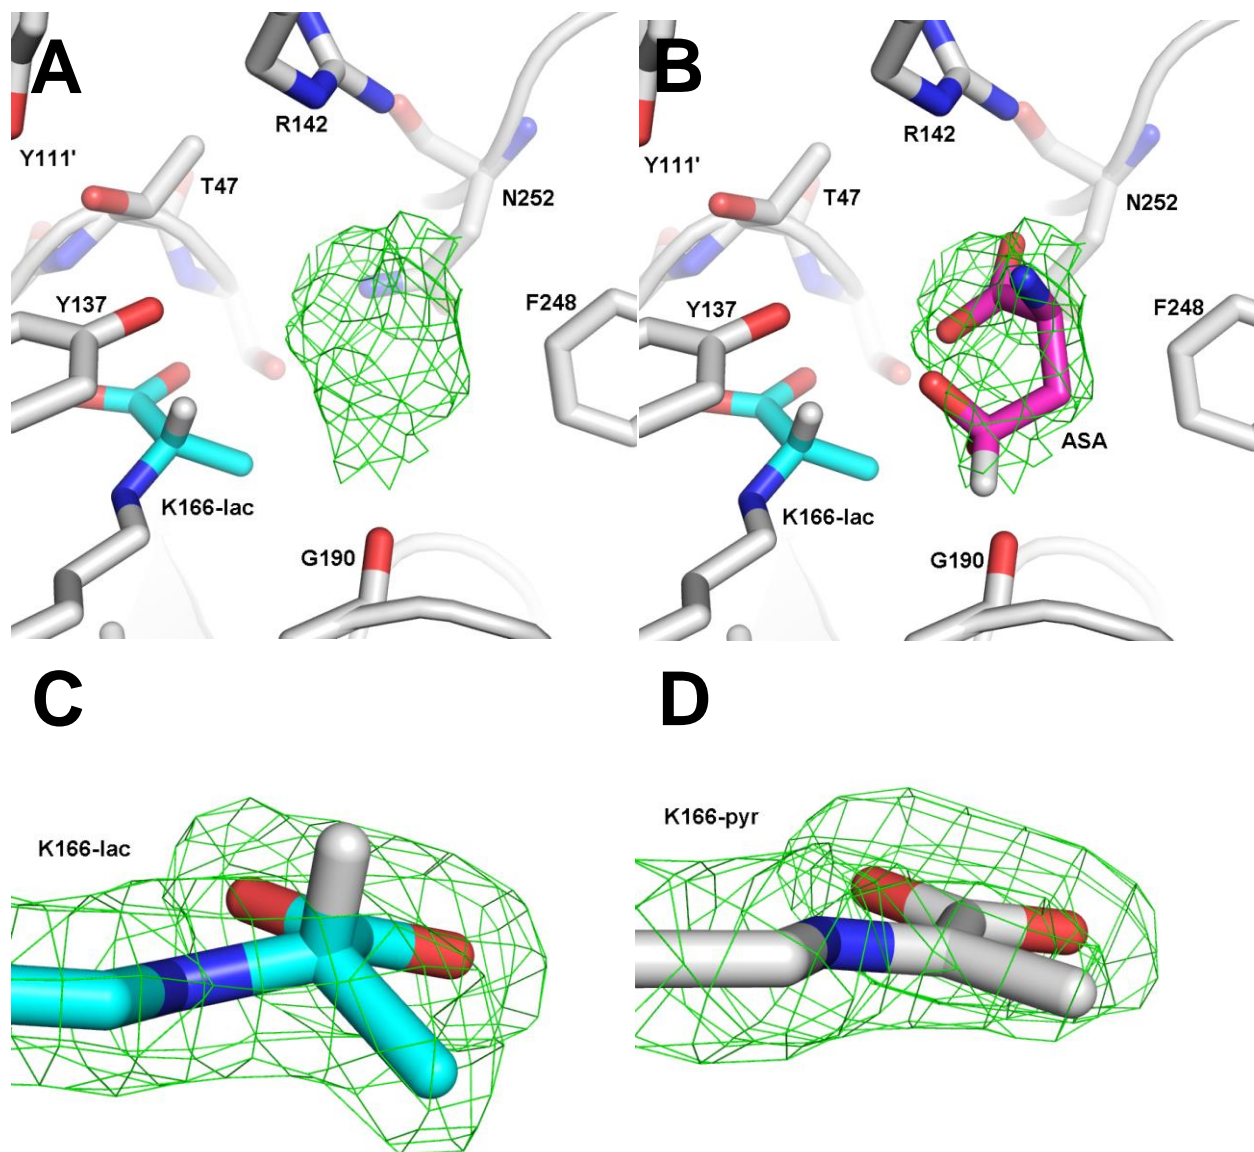 A
R142
Y111'
T47
N252
Y137
F248
K166-lac
G190
B
R142
Y111'
T47
N252
Y137
F248
ASA
K166-lac
G190
C
K166-lac
D
K166-pyr